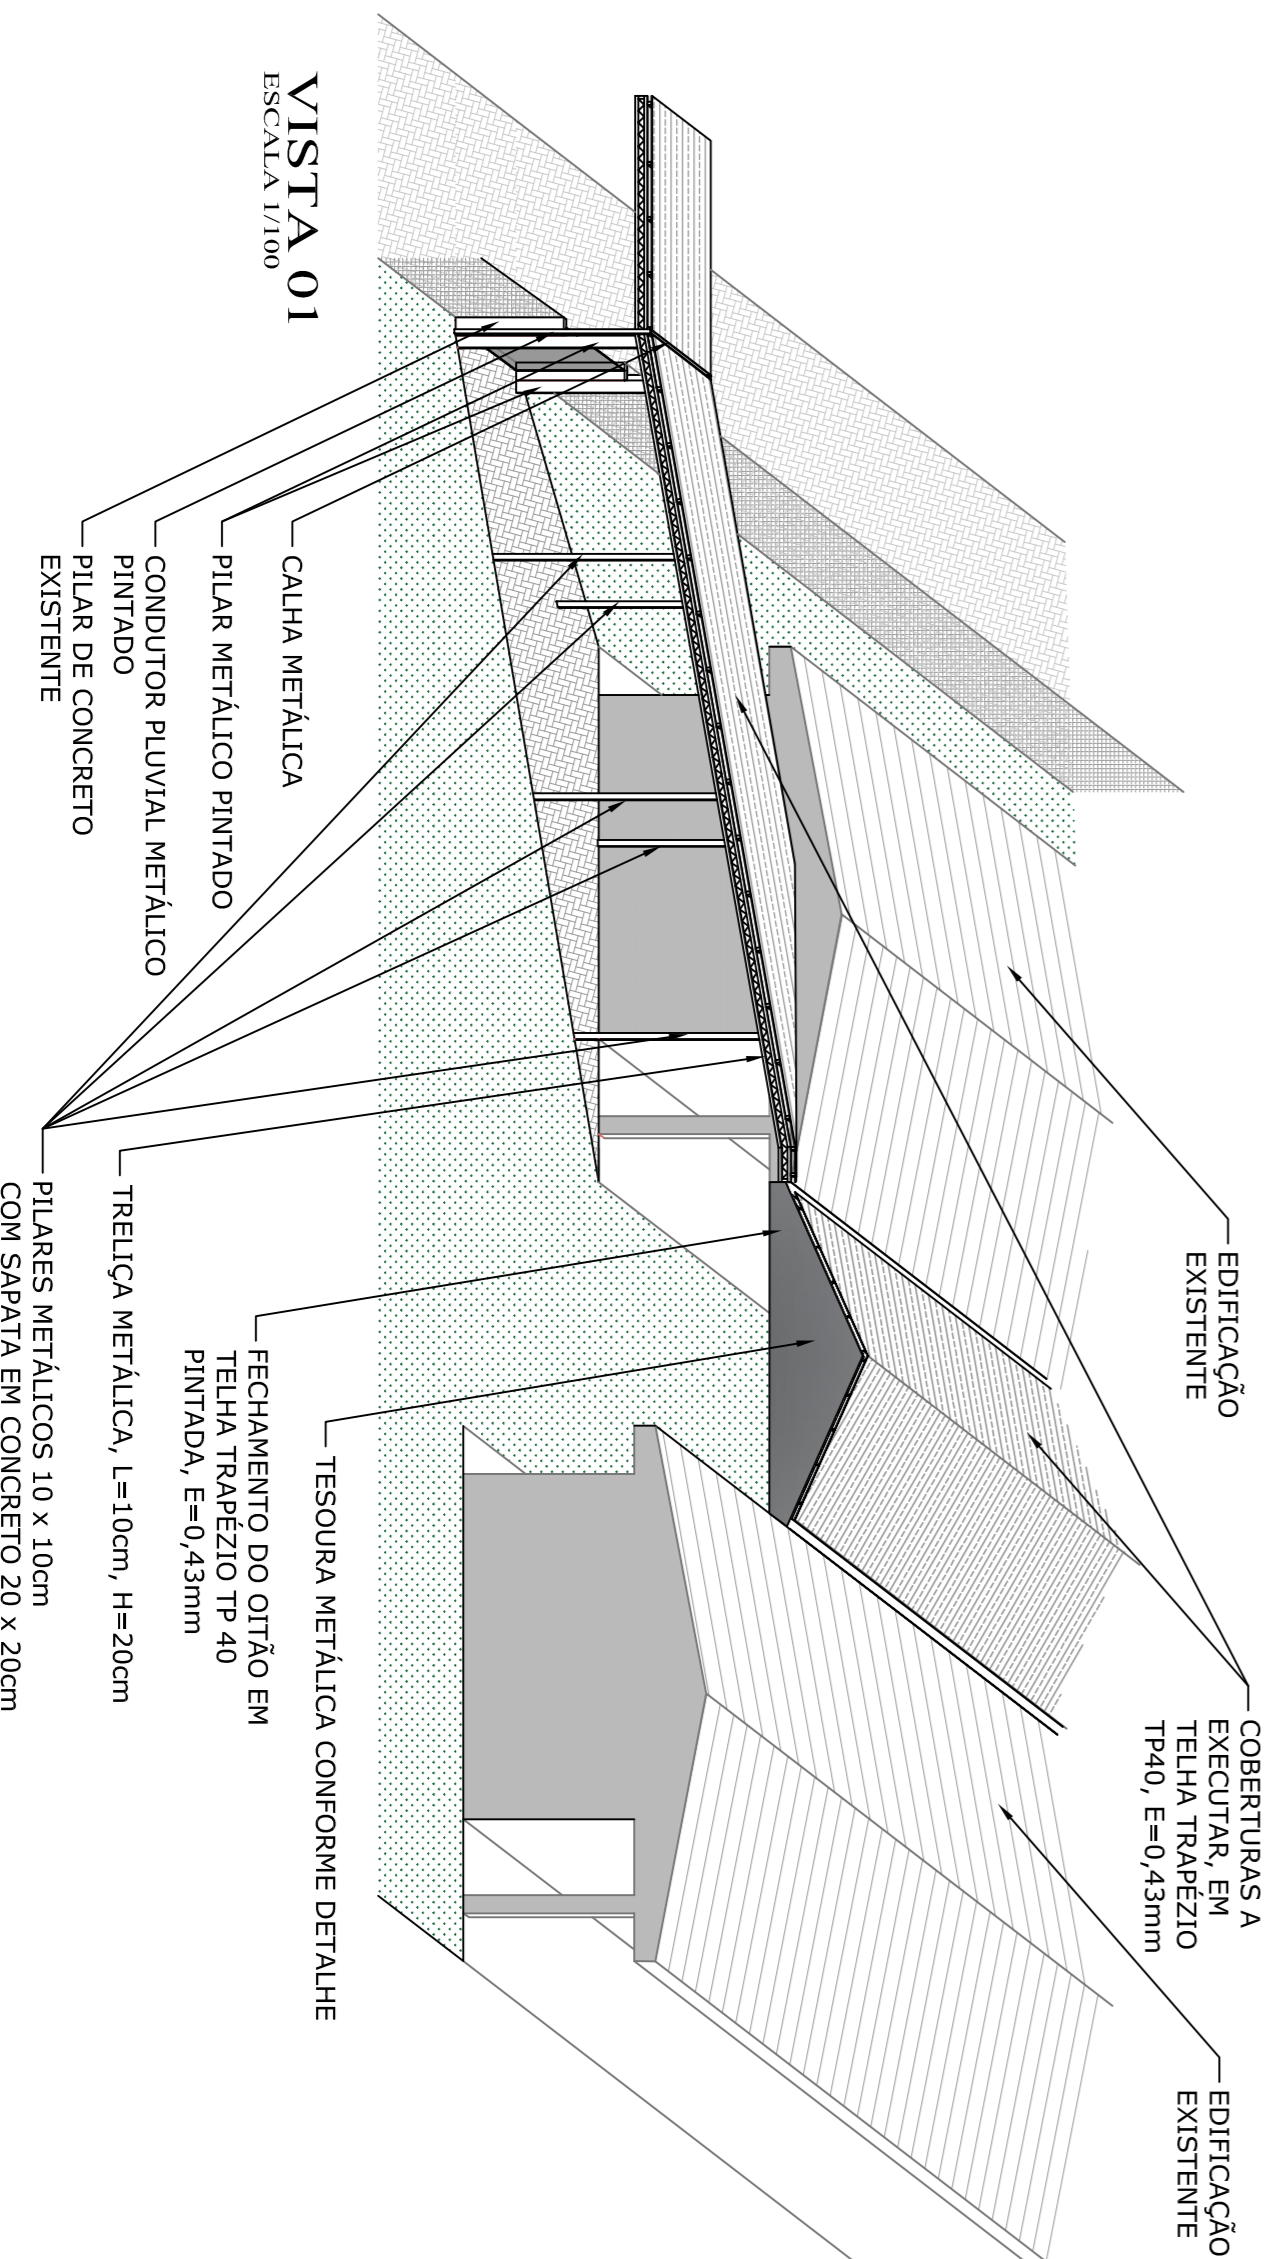 EDIFICAÇÃO
EXISTENTE
COBERTURAS A
EXECUTAR, EM
TELHA TRAPÉZIO
TP40, E=0,43mm
EDIFICAÇÃO
EXISTENTE
CALHA METÁLICA
PILAR METÁLICO PINTADO
CONDUTOR PLUVIAL METÁLICO
PINTADO
PILAR DE CONCRETO
EXISTENTE
TESOURA METÁLICA CONFORME DETALHE
FECHAMENTO DO OITÃO EM
TELHA TRAPÉZIO TP 40
PINTADA, E=0,43mm
TRELIÇA METÁLICA, L=10cm, H=20cm
PILARES METÁLICOS 10 x 10cm
COM SAPATA EM CONCRETO 20 x 20cm
VISTA 01
ESCALA 1/100